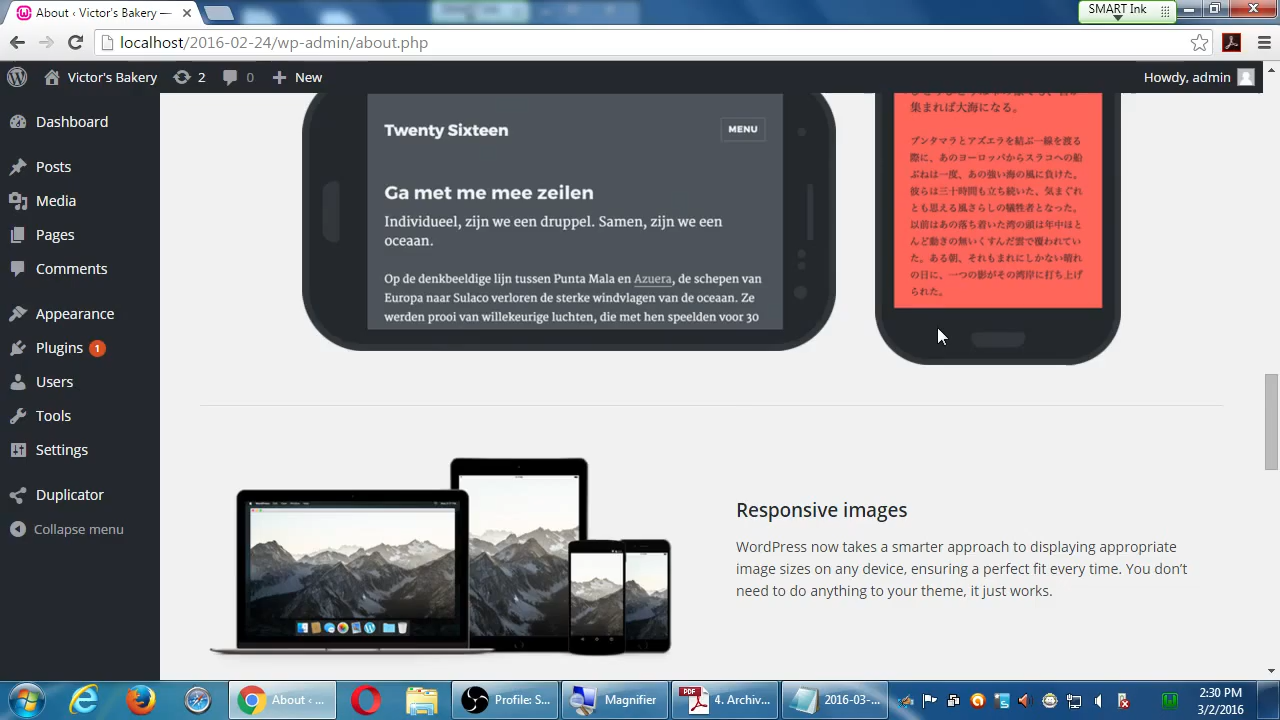 About ‹ Victor's Bakery —
SMART Ink
localhost/2016-02-24/wp-admin/about.php
Victor's Bakery
2
0
New
Howdy, admin
Dashboard
Posts
Media
Pages
Comments
Appearance
Plugins 1
Users
Tools
Settings
Duplicator
Collapse menu
Twenty Sixteen
MENU
Ga met me mee zeilen
Individueel, zijn we een druppel. Samen, zijn we een
oceaan.
Op de denkbeeldige lijn tussen Punta Mala en Azuera, de schepen van
Europa naar Sulaco verloren de sterke windvlagen van de oceaan. Ze
werden prooi van willekeurige luchten, die met hen speelden voor 30
集まれば大海になる。
プンタマラとアズエラを結ぶ一線を渡る
際に、あのヨーロッパからスラコへの船
ぶねは一度、あの強い海の風に負けた。
彼らは三十時間も立ち続いた、気まぐれ
とも思える風さらしの犠牲者となった。
以前はあの落ち着いた湾の頭は年中ほと
んど動きの無いくすんだ雲で覆われてい
た。ある朝、それもまれにしかない晴れ
の日に、一つの影がその湾岸に打ち上げ
られた。
Responsive images
WordPress now takes a smarter approach to displaying appropriate
image sizes on any device, ensuring a perfect fit every time. You don't
need to do anything to your theme, it just works.
About ‹ ...
Profile: S...
Magnifier
PDF
4. Archiv...
2016-03-...
2:30 PM
3/2/2016